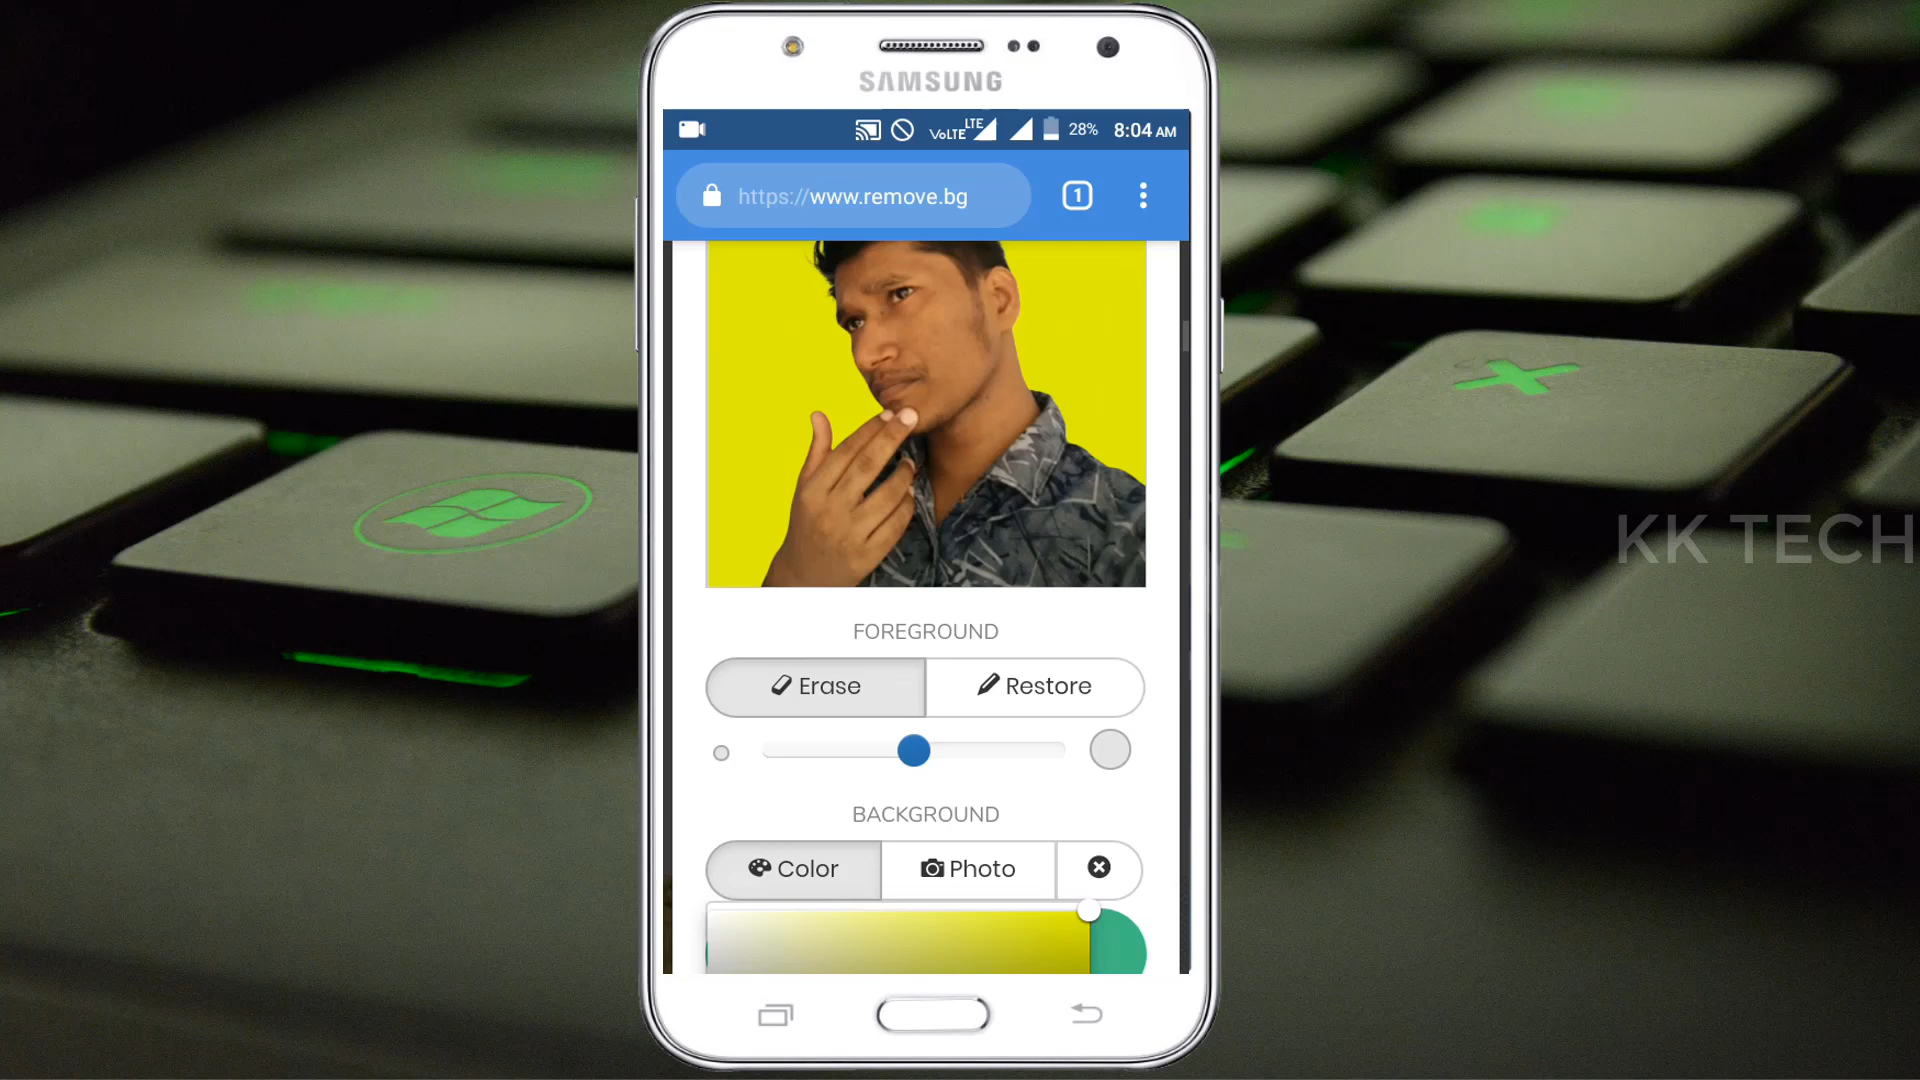 SAMSUNG
VoLTE LTE 28% 8:04 AM
https://www.remove.bg 1
FOREGROUND
Erase Restore
BACKGROUND
Color Photo
KK TECH